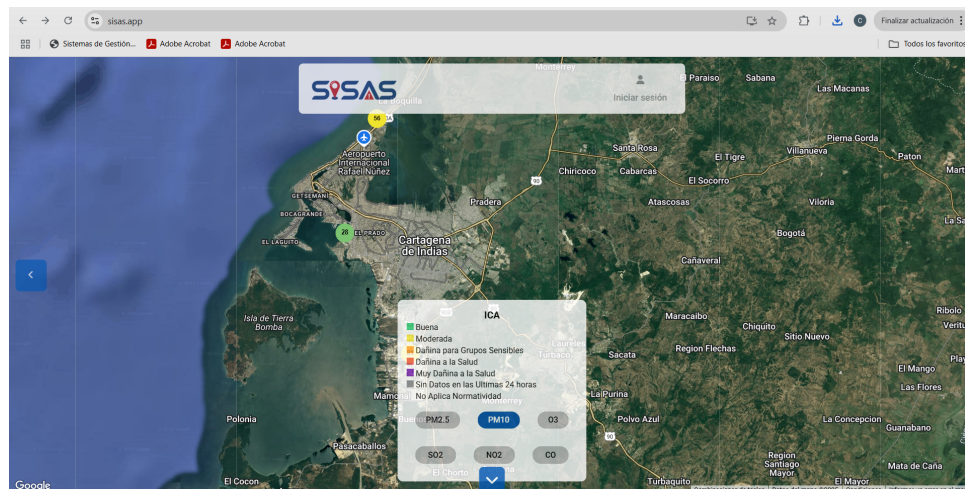 sisas.app
Finalizar actualización
Sistemas de Gestión...
Adobe Acrobat
Adobe Acrobat
Todos los favoritos
SISAS
Iniciar sesión
Monterrey
El Paraiso
Sabana
Las Macanas
La Boquilla
56
Aeropuerto
Internacional
Rafael Núñez
Santa Rosa
Pierna Gorda
Villanueva
El Tigre
Paton
Chiricoco
Cabarcas
El Socorro
90
GETSEMANÍ
Pradera
Atascosas
Viloria
BOCAGRANDE
28
EL PRADO
EL LAGUITO
Cartagena
de Indias
Bogotá
Cañaveral
Isla de Tierra
Bomba
Maracaibo
Chiquito
Sitio Nuevo
Ribolo
Region Flechas
Sacata
El Mango
Las Flores
La Purina
Polonia
Polvo Azul
La Concepcion
Guanabano
90
Pasacaballos
Region
Santiago
Mayor
Mata de Caña
El Cocon
Turbaquito
El Mayor
ICA
Buena
Moderada
Dañina para Grupos Sensibles
Dañina a la Salud
Muy Dañina a la Salud
Sin Datos en las Ultimas 24 horas
No Aplica Normatividad
PM2.5
PM10
O3
SO2
NO2
CO
Google